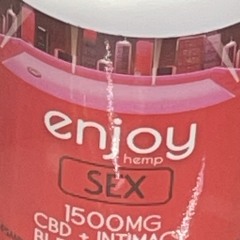 enjoy
hemp
SEX
1500MG
CBD + INTIMAC